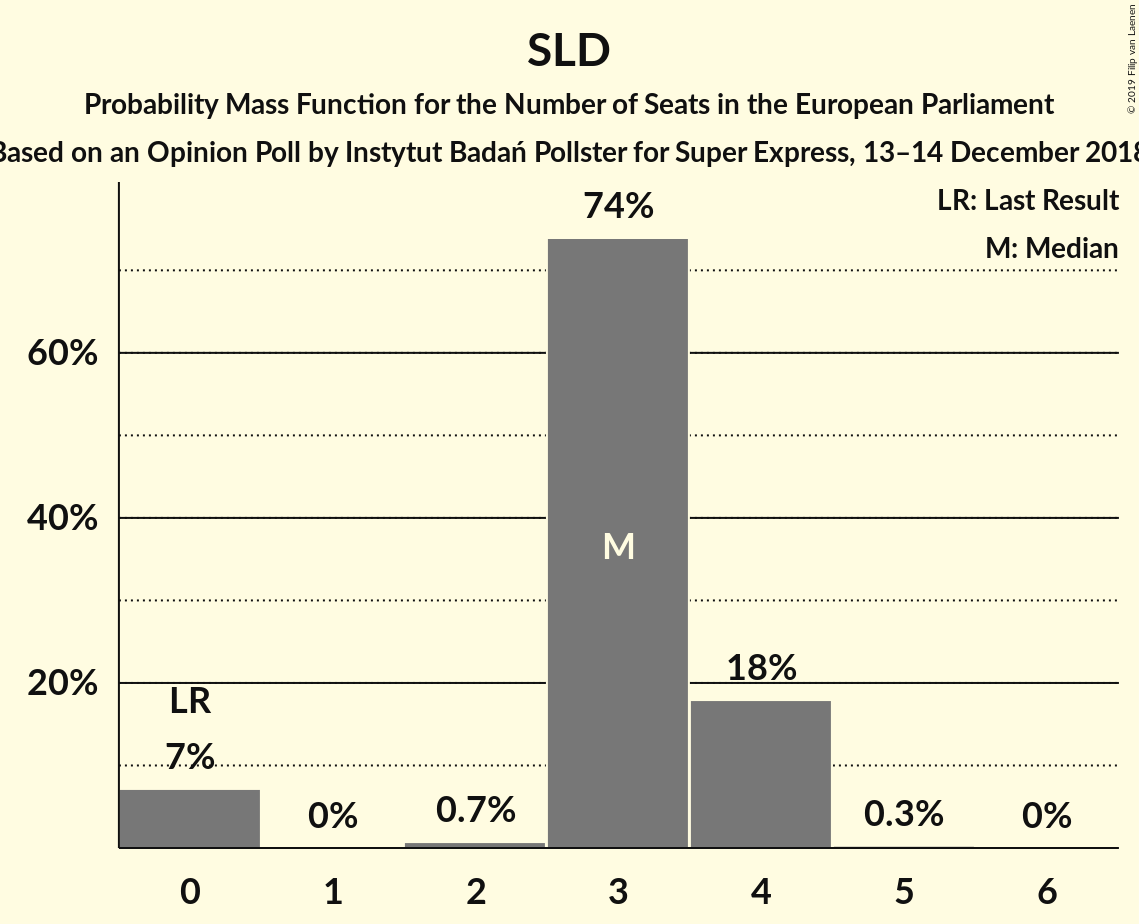 © 2019 Filip van Laenen
SLD
Probability Mass Function for the Number of Seats in the European Parliament
Based on an Opinion Poll by Instytut Badań Pollster for Super Express, 13–14 December 2018
LR: Last Result
M: Median
74%
60%
40%
M
20%
18%
LR
7%
0%
0.7%
0.3%
0%
0 1 2 3 4 5 6